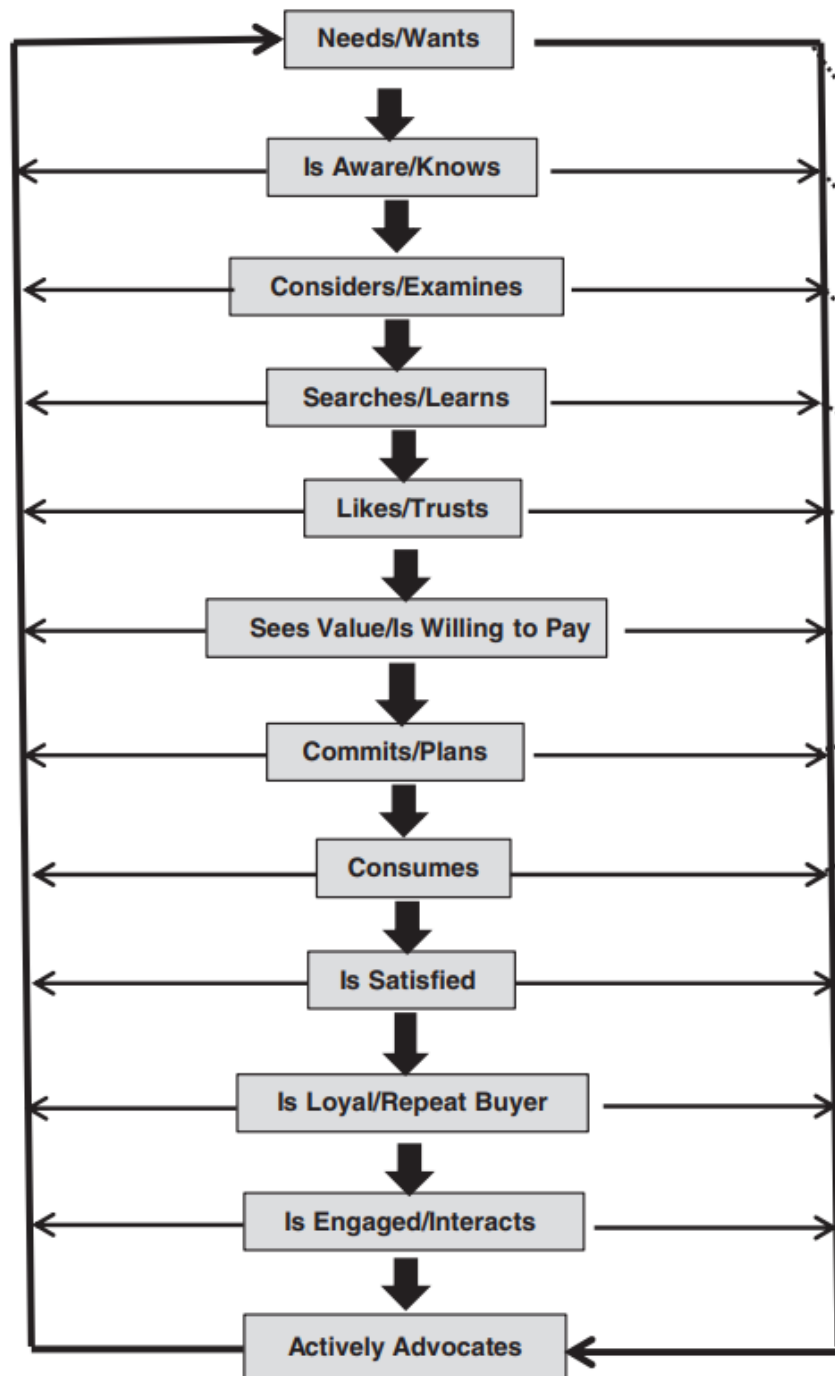 Needs/Wants
Is Aware/Knows
Considers/Examines
Searches/Learns
Likes/Trusts
Sees Value/Is Willing to Pay
Commits/Plans
Consumes
Is Satisfied
Is Loyal/Repeat Buyer
Is Engaged/Interacts
Actively Advocates